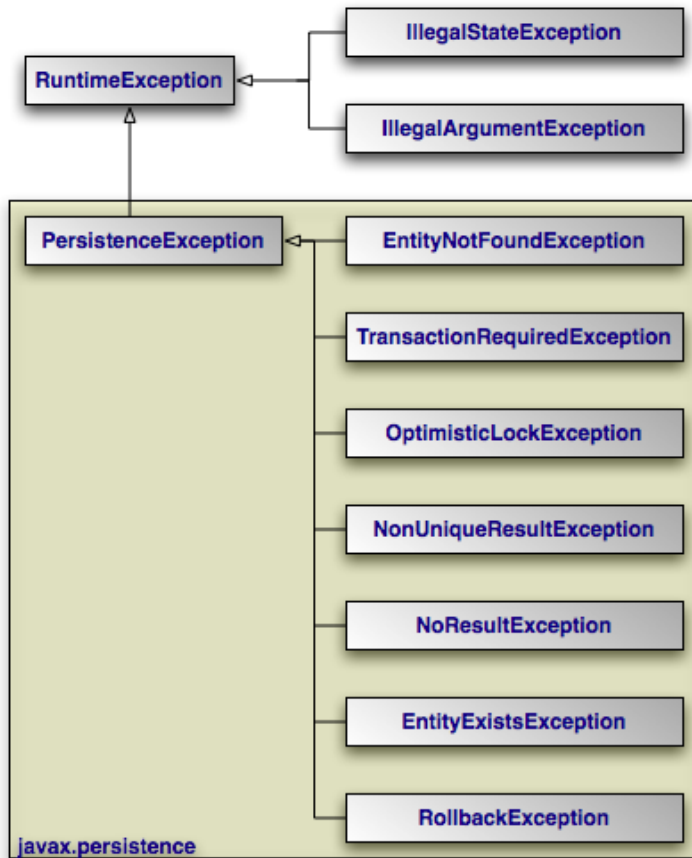 IllegalStateException
RuntimeException
IllegalArgumentException
PersistenceException
EntityNotFoundException
TransactionRequiredException
OptimisticLockException
NonUniqueResultException
NoResultException
EntityExistsException
RollbackException
javax.persistence